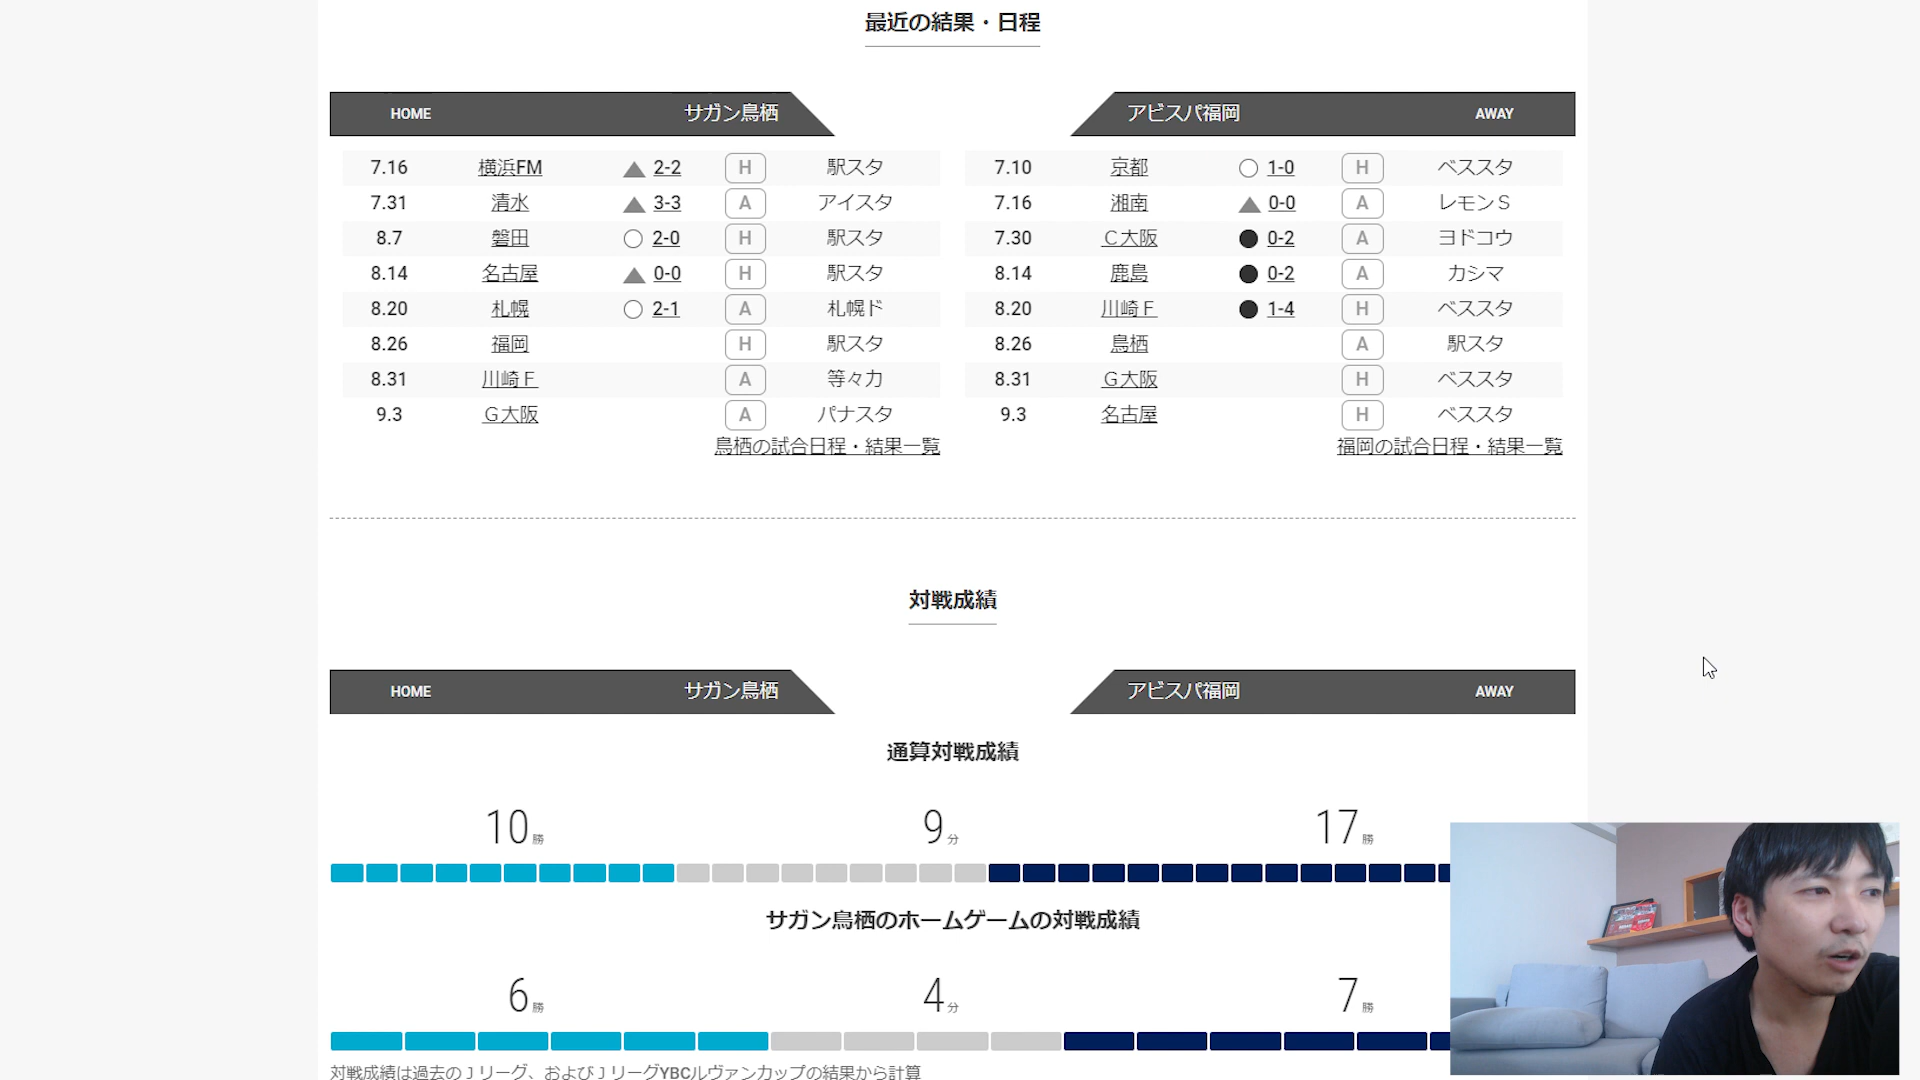 最近の結果・日程
HOME サガン鳥栖 アビスパ福岡 AWAY
7.16 横浜FM ▲ 2-2 H 駅スタ
7.31 清水 ▲ 3-3 A アイスタ
8.7 磐田 ○ 2-0 H 駅スタ
8.14 名古屋 ▲ 0-0 H 駅スタ
8.20 札幌 ○ 2-1 A 札幌ド
8.26 福岡 H 駅スタ
8.31 川崎F A 等々力
9.3 G大阪 A パナスタ
鳥栖の試合日程・結果一覧
7.10 京都 ○ 1-0 H ベススタ
7.16 湘南 ▲ 0-0 A レモンS
7.30 C大阪 ● 0-2 A ヨドコウ
8.14 鹿島 ● 0-2 A カシマ
8.20 川崎F ● 1-4 H ベススタ
8.26 鳥栖 A 駅スタ
8.31 G大阪 H ベススタ
9.3 名古屋 H ベススタ
福岡の試合日程・結果一覧
対戦成績
HOME サガン鳥栖 アビスパ福岡 AWAY
通算対戦成績
10勝 9分 17勝
サガン鳥栖のホームゲームの対戦成績
6勝 4分 7勝
対戦成績は過去のJリーグ、およびJリーグYBCルヴァンカップの結果から計算